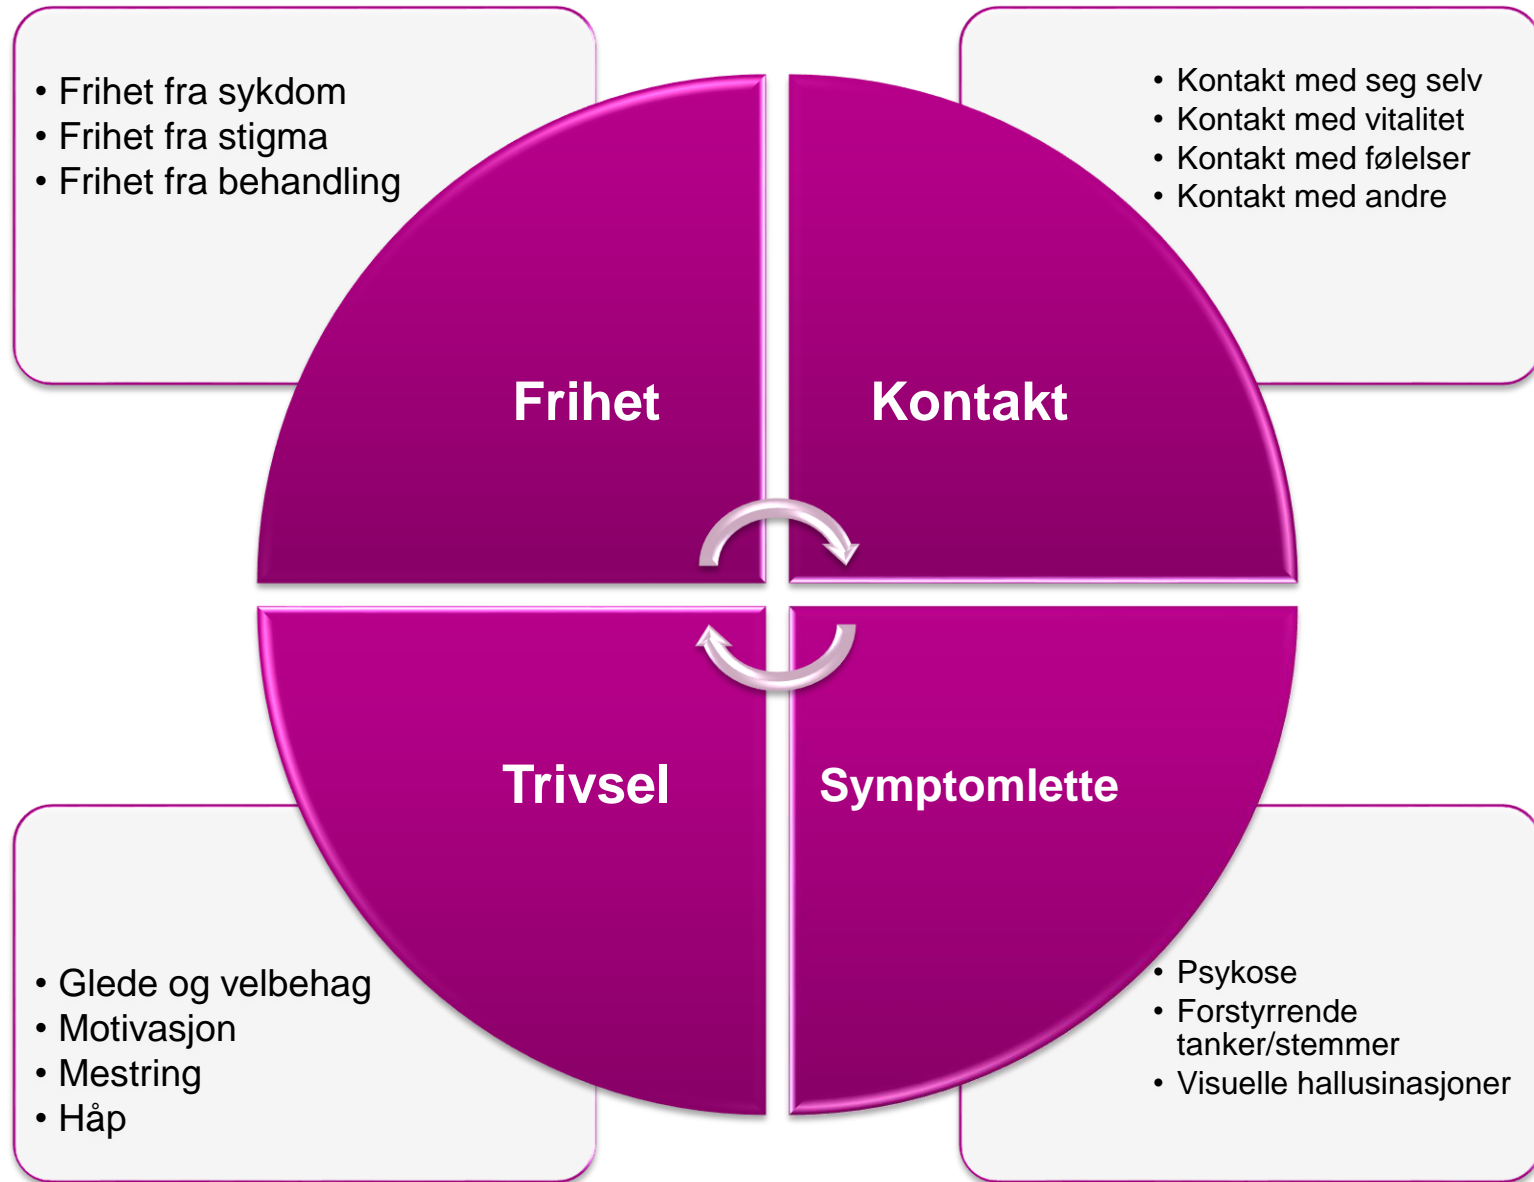 • Frihet fra sykdom
• Frihet fra stigma
• Frihet fra behandling
• Kontakt med seg selv
• Kontakt med vitalitet
• Kontakt med følelser
• Kontakt med andre
Frihet
Kontakt
Trivsel
Symptomlette
• Glede og velbehag
• Motivasjon
• Mestring
• Håp
• Psykose
• Forstyrrende
tanker/stemmer
• Visuelle hallusinasjoner